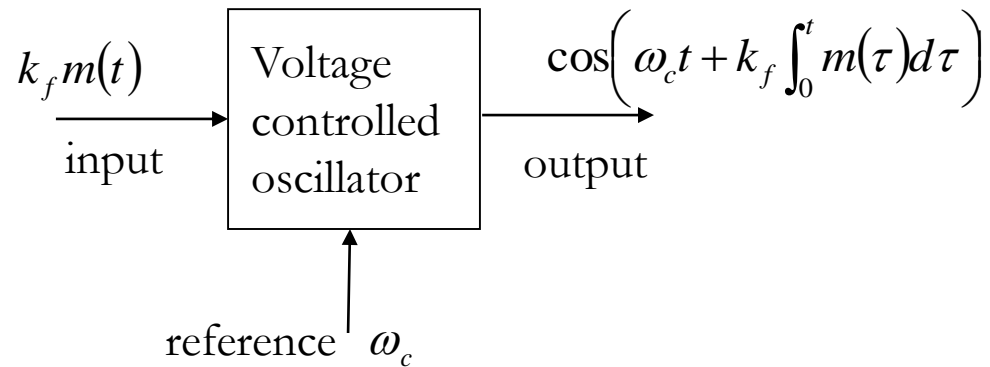 k_f m(t)
input
Voltage
controlled
oscillator
cos(ω_c t + k_f ∫_0^t m(τ)dτ)
output
reference ω_c